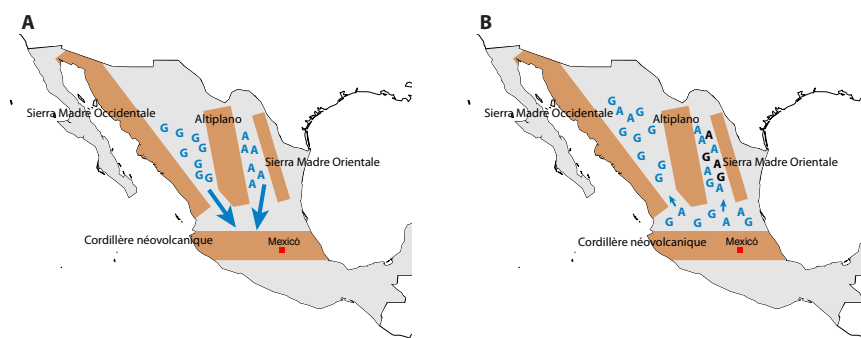 A
Sierra Madre Occidentale
Altiplano
G
G
G G
G
G
G G
G G
A
A A
A
A
A
Sierra Madre Orientale
Cordillère néovolcanique
Mexicó
B
Sierra Madre Occidentale
Altiplano
G
G
A
A
G
G
G G
G
G
G
A A
A
A
G
A
A G
G A
Sierra Madre Orientale
G A G G A A G
Cordillère néovolcanique
Mexicó